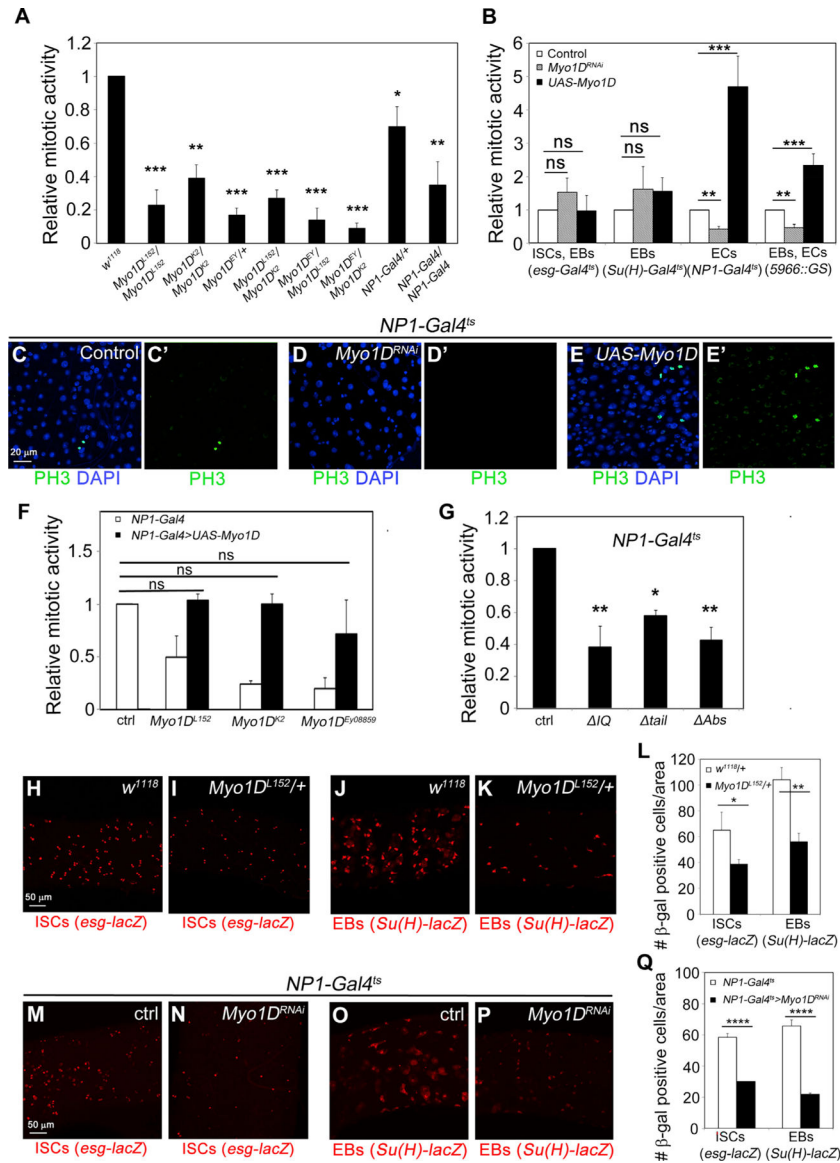 A
Relative mitotic activity
1.2
1
0.8
0.6
0.4
0.2
0
***
**
***
***
***
***
*
**
w1118
Myo1DL152/
Myo1DL152
Myo1DK2/
Myo1DK2
Myo1DEY/+
Myo1DL152/
Myo1DK2
Myo1DEY/
Myo1DL152
Myo1DEY/
Myo1DK2
NP1-Gal4/+
NP1-Gal4/
NP1-Gal4
B
Relative mitotic activity
6
5
4
3
2
1
0
Control
Myo1DRNAi
UAS-Myo1D
ns
ns
ns
ns
***
**
***
**
ISCs, EBs
(esg-Gal4ts)
EBs
(Su(H)-Gal4ts)
ECs
(NP1-Gal4ts)
EBs, ECs
(5966::GS)
NP1-Gal4ts
C Control
C'
D Myo1DRNAi
D'
E UAS-Myo1D
E'
20 μm
PH3 DAPI
PH3
PH3 DAPI
PH3
PH3 DAPI
PH3
F
Relative mitotic activity
1.5
1
0.5
0
NP1-Gal4
NP1-Gal4>UAS-Myo1D
ns
ns
ns
ctrl Myo1DL152 Myo1DK2 Myo1DEy08859
G
Relative mitotic activity
1.2
1
0.8
0.6
0.4
0.2
0
NP1-Gal4ts
** * **
ctrl ΔIQ Δtail ΔAbs
H w1118
I Myo1DL152/+
J w1118
K Myo1DL152/+
50 μm
ISCs (esg-lacZ)
ISCs (esg-lacZ)
EBs (Su(H)-lacZ)
EBs (Su(H)-lacZ)
L
# β-gal positive cells/area
120
100
80
60
40
20
0
w1118/+
Myo1DL152/+
*
**
ISCs
(esg-lacZ)
EBs
(Su(H)-lacZ)
NP1-Gal4ts
M ctrl
N Myo1DRNAi
O ctrl
P Myo1DRNAi
50 μm
ISCs (esg-lacZ)
ISCs (esg-lacZ)
EBs (Su(H)-lacZ)
EBs (Su(H)-lacZ)
Q
# β-gal positive cells/area
100
80
60
40
20
0
NP1-Gal4ts
NP1-Gal4ts>Myo1DRNAi
****
****
ISCs
(esg-lacZ)
EBs
(Su(H)-lacZ)